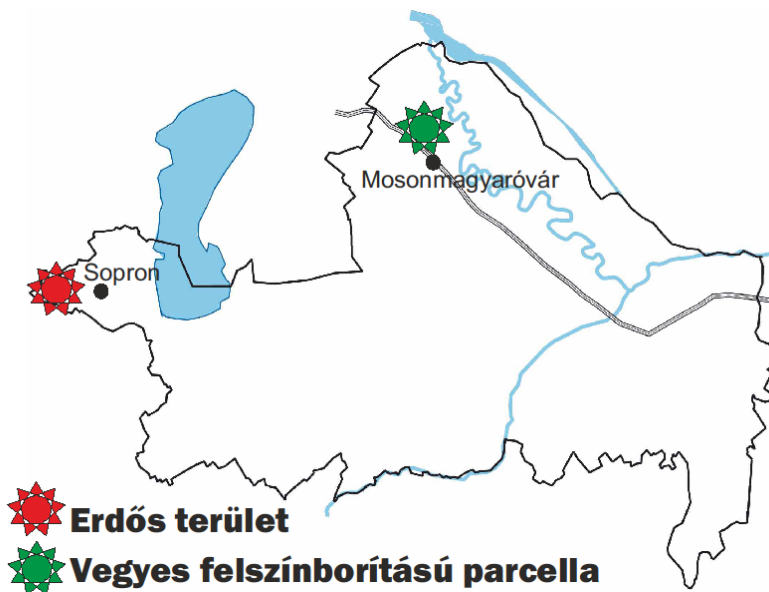 Mosonmagyaróvár
Sopron
Erdős terület
Vegyes felszínborítású parcella